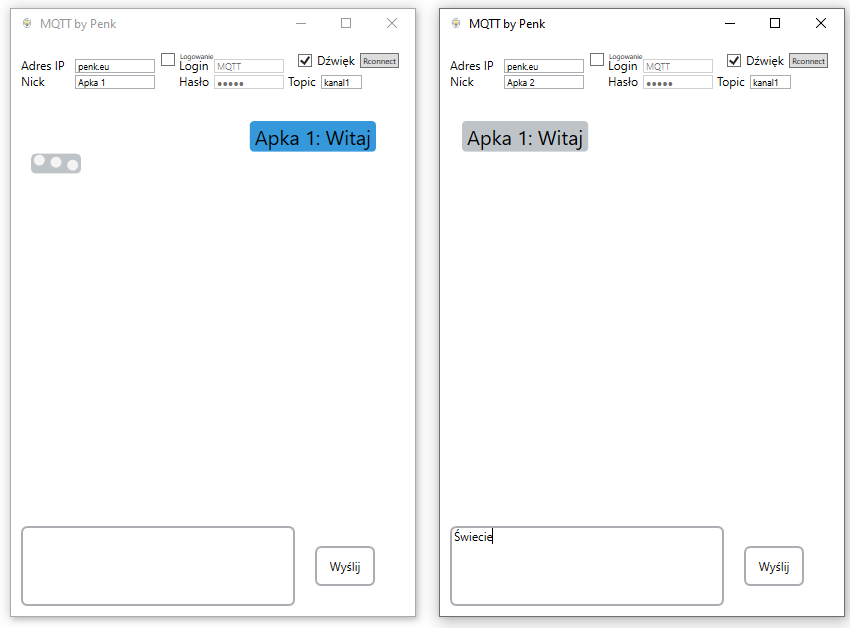 MQTT by Penk
Logowanie
Adres IP penk.eu Login MQTT Dźwięk Rconnect
Nick Apka 1 Hasło ●●●●● Topic kanal1
Apka 1: Witaj
Wyślij
MQTT by Penk
Logowanie
Adres IP penk.eu Login MQTT Dźwięk Rconnect
Nick Apka 2 Hasło ●●●●● Topic kanal1
Apka 1: Witaj
Świecie
Wyślij